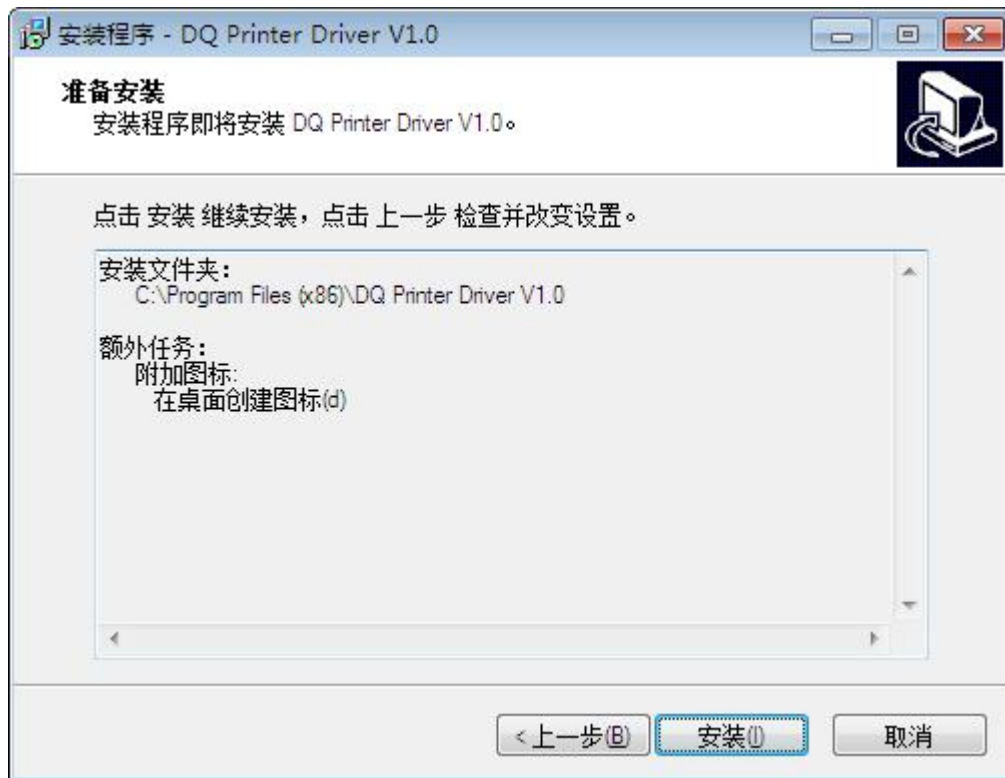 安装程序 - DQ Printer Driver V1.0
准备安装
安装程序即将安装 DQ Printer Driver V1.0。
点击 安装 继续安装，点击 上一步 检查并改变设置。
安装文件夹：
C:\Program Files (x86)\DQ Printer Driver V1.0
额外任务：
附加图标:
在桌面创建图标(d)
<上一步(B)
安装(I)
取消